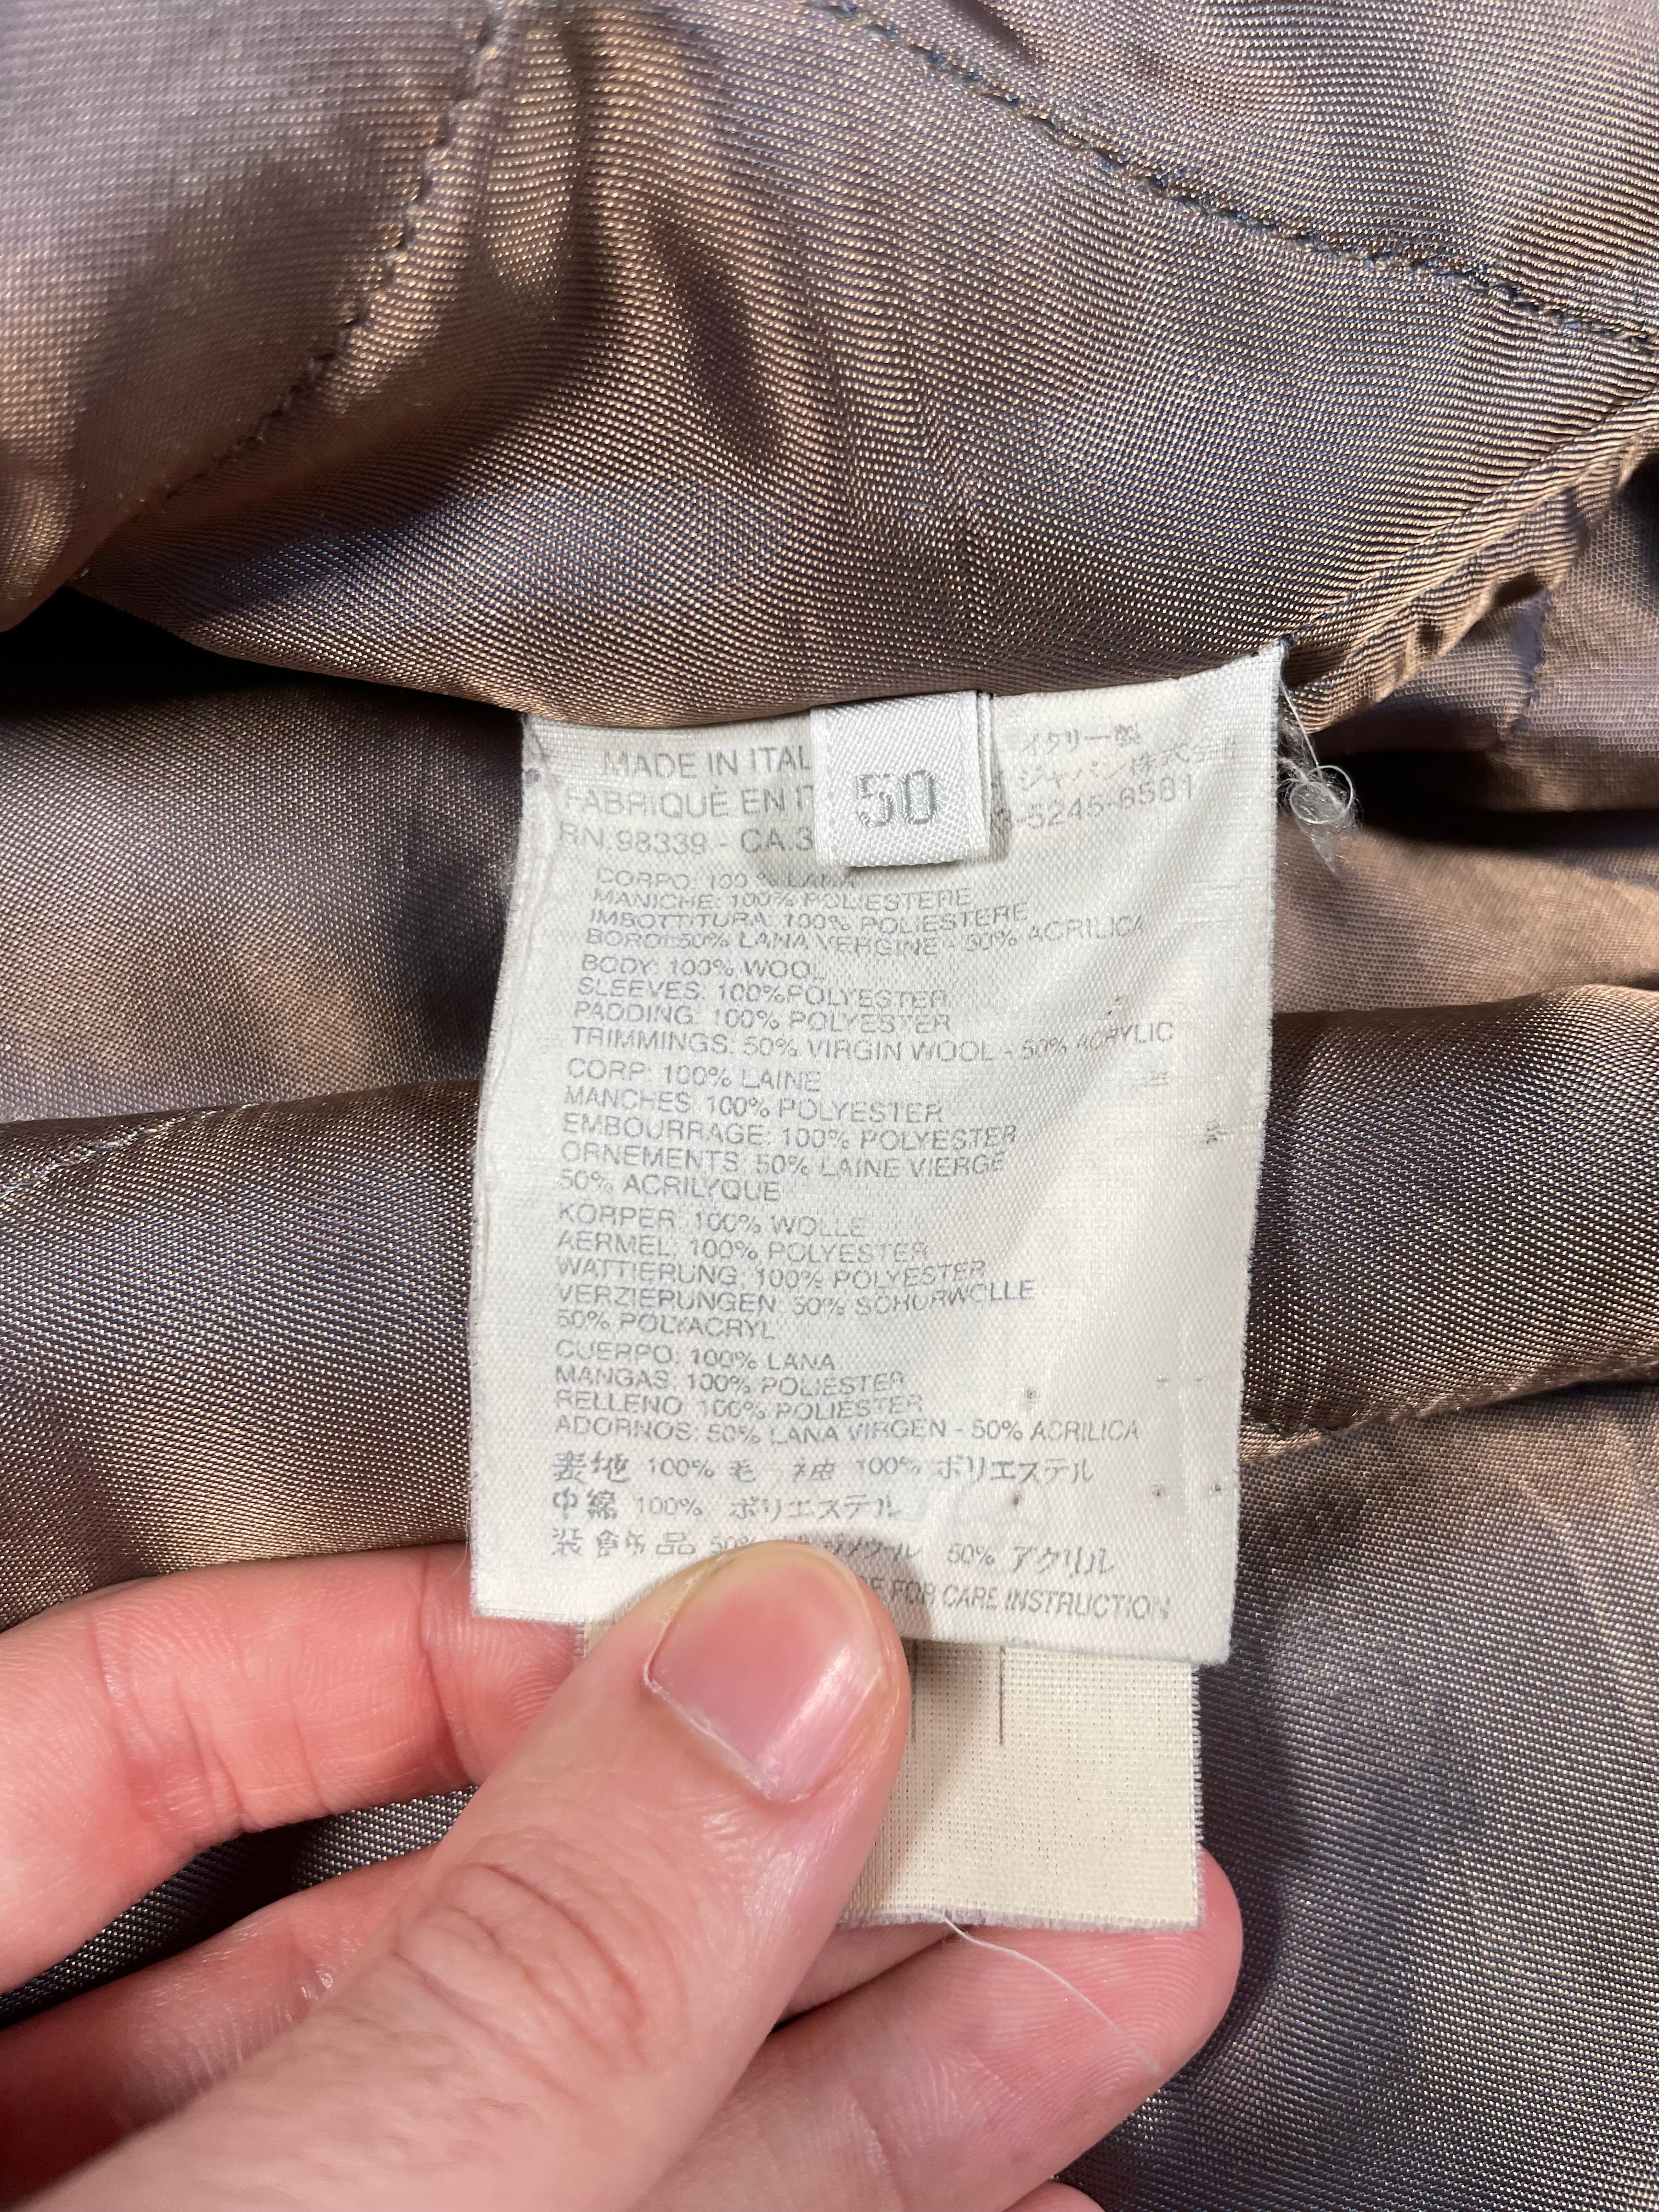 MADE IN ITAL
イタリー製
FABRIQUÉ EN IT
ジャパン株式会社
RN.98339 - CA.3
3-5245-6581
50
CORPO: 100 % LANA
MANICHE: 100% POLIESTERE
IMBOTTITURA: 100% POLIESTERE
BORDI: 50% LANA VERGINE - 50% ACRILICA
BODY: 100% WOOL
SLEEVES: 100%POLYESTER
PADDING: 100% POLYESTER
TRIMMINGS: 50% VIRGIN WOOL - 50% ACRYLIC
CORP: 100% LAINE
MANCHES: 100% POLYESTER
EMBOURRAGE: 100% POLYESTER
ORNEMENTS: 50% LAINE VIERGE
50% ACRILYQUE
KÖRPER: 100% WOLLE
AERMEL: 100% POLYESTER
WATTIERUNG: 100% POLYESTER
VERZIERUNGEN: 50% SCHURWOLLE
50% POLYACRYL
CUERPO: 100% LANA
MANGAS: 100% POLIESTER
RELLENO: 100% POLIESTER
ADORNOS: 50% LANA VIRGEN - 50% ACRILICA
表地 100% 毛 袖 100% ポリエステル
中綿 100% ポリエステル
装飾品 50% 50% アクリル
FOR CARE INSTRUCTION